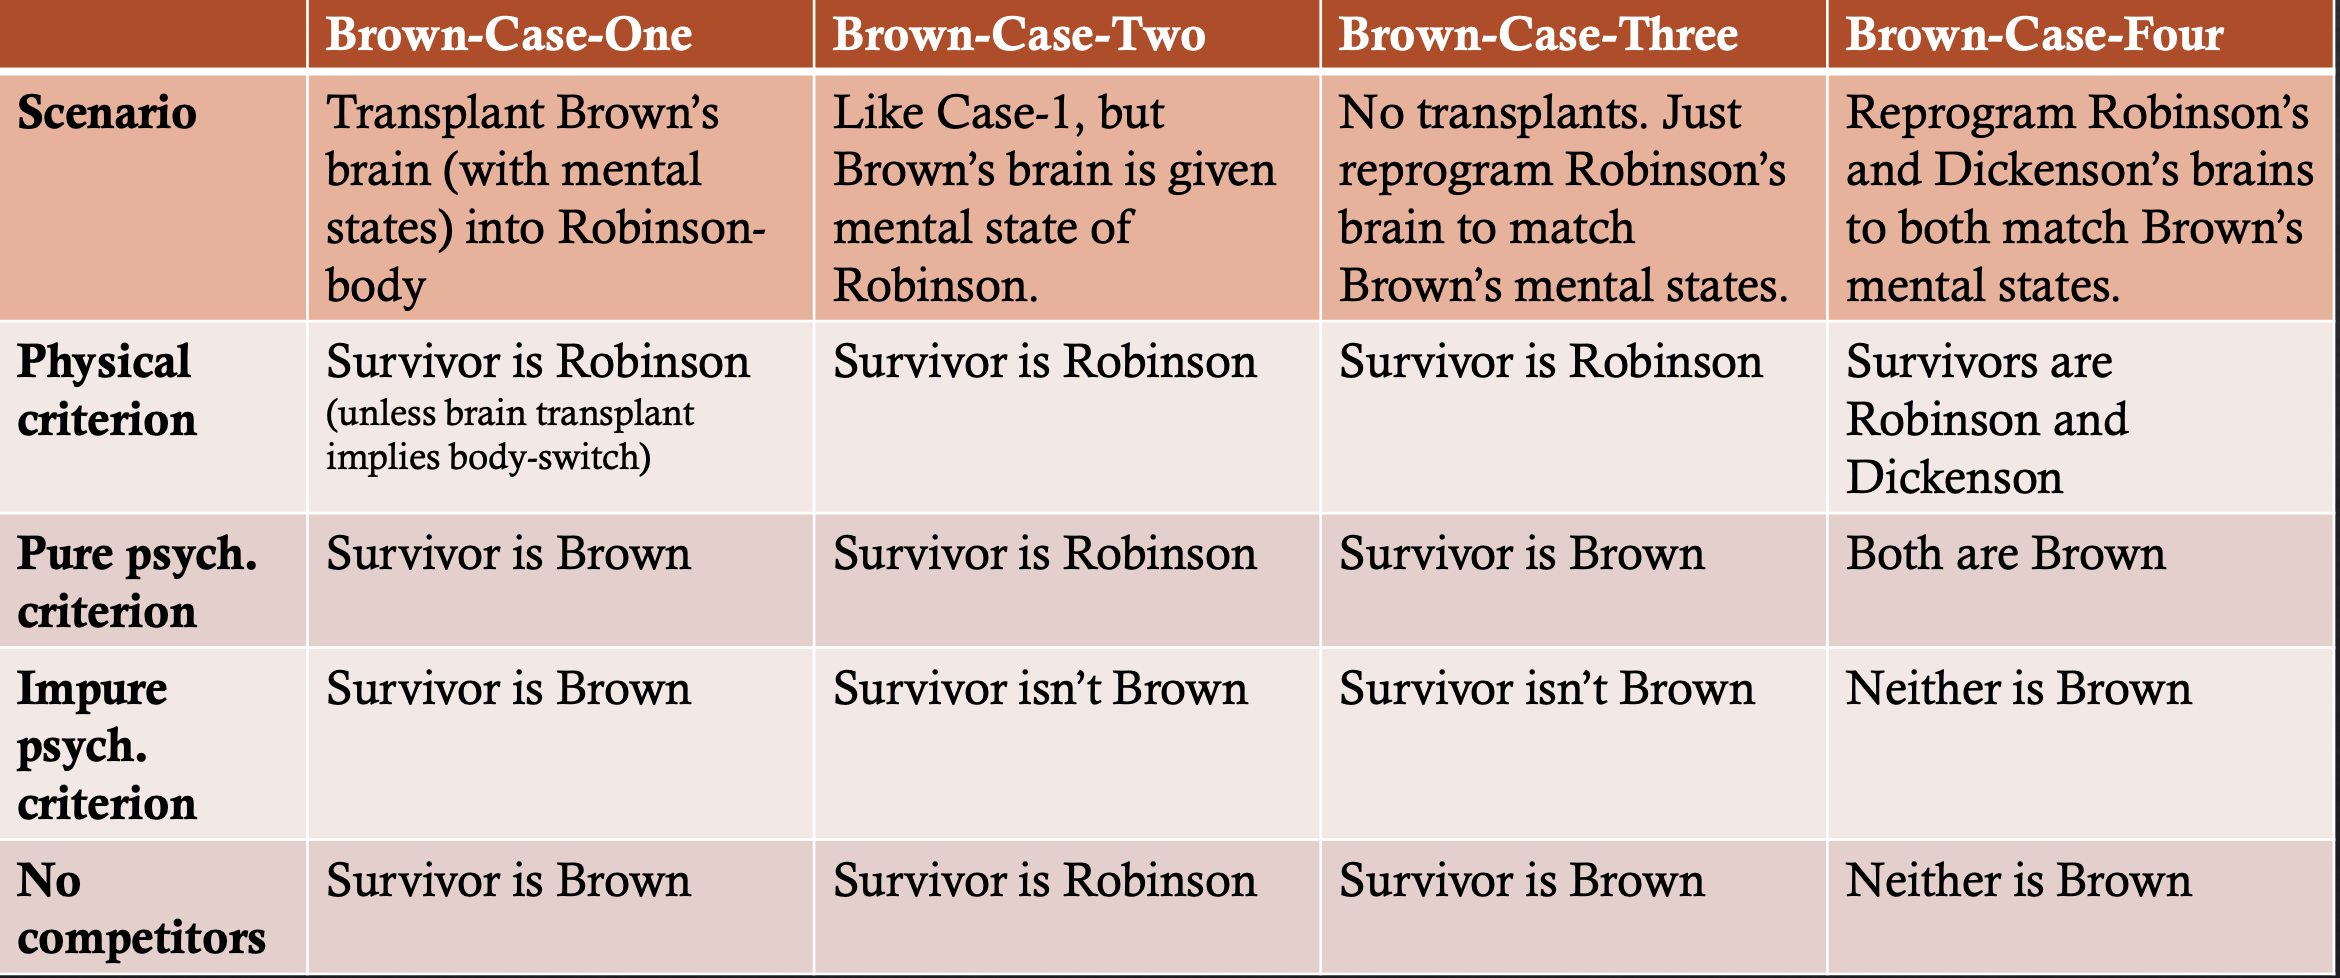 Brown-Case-One Brown-Case-Two Brown-Case-Three Brown-Case-Four
Scenario
Transplant Brown’s
brain (with mental
states) into Robinson-
body
Like Case-1, but
Brown’s brain is given
mental state of
Robinson.
No transplants. Just
reprogram Robinson’s
brain to match
Brown’s mental states.
Reprogram Robinson’s
and Dickenson’s brains
to both match Brown’s
mental states.
Physical
criterion
Survivor is Robinson
(unless brain transplant
implies body-switch)
Survivor is Robinson
Survivor is Robinson
Survivors are
Robinson and
Dickenson
Pure psych.
criterion
Survivor is Brown
Survivor is Robinson
Survivor is Brown
Both are Brown
Impure
psych.
criterion
Survivor is Brown
Survivor isn’t Brown
Survivor isn’t Brown
Neither is Brown
No
competitors
Survivor is Brown
Survivor is Robinson
Survivor is Brown
Neither is Brown